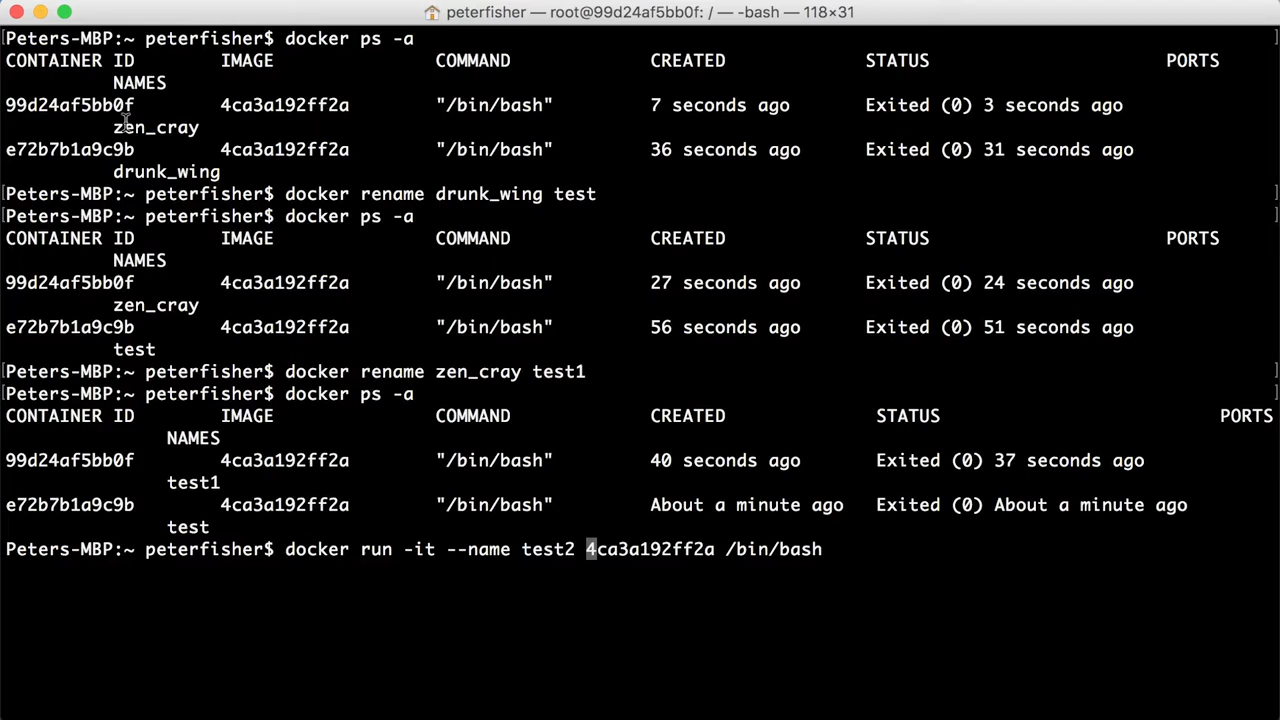 peterfisher — root@99d24af5bb0f: / — -bash — 118×31
[Peters-MBP:~ peterfisher$ docker ps -a ]
CONTAINER ID IMAGE COMMAND CREATED STATUS PORTS
NAMES
99d24af5bb0f 4ca3a192ff2a "/bin/bash" 7 seconds ago Exited (0) 3 seconds ago
zen_cray
e72b7b1a9c9b 4ca3a192ff2a "/bin/bash" 36 seconds ago Exited (0) 31 seconds ago
drunk_wing
[Peters-MBP:~ peterfisher$ docker rename drunk_wing test ]
[Peters-MBP:~ peterfisher$ docker ps -a ]
CONTAINER ID IMAGE COMMAND CREATED STATUS PORTS
NAMES
99d24af5bb0f 4ca3a192ff2a "/bin/bash" 27 seconds ago Exited (0) 24 seconds ago
zen_cray
e72b7b1a9c9b 4ca3a192ff2a "/bin/bash" 56 seconds ago Exited (0) 51 seconds ago
test
[Peters-MBP:~ peterfisher$ docker rename zen_cray test1 ]
[Peters-MBP:~ peterfisher$ docker ps -a ]
CONTAINER ID IMAGE COMMAND CREATED STATUS PORTS
NAMES
99d24af5bb0f 4ca3a192ff2a "/bin/bash" 40 seconds ago Exited (0) 37 seconds ago
test1
e72b7b1a9c9b 4ca3a192ff2a "/bin/bash" About a minute ago Exited (0) About a minute ago
test
Peters-MBP:~ peterfisher$ docker run -it --name test2 4ca3a192ff2a /bin/bash